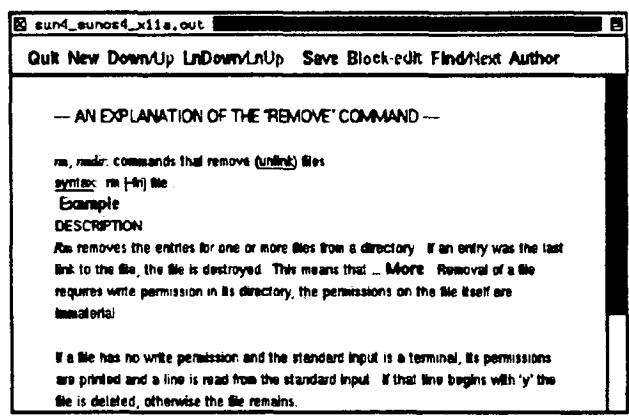 sun4_sunos4_x11a.out
Quit New Down/Up LnDown/LnUp Save Block-edit Find/Next Author
— AN EXPLANATION OF THE "REMOVE" COMMAND —
rm, rmdir: commands that remove (unlink) files
syntax: rm [-fri] file
Example
DESCRIPTION
Rm removes the entries for one or more files from a directory. If an entry was the last
link to the file, the file is destroyed. This means that ... More Removal of a file
requires write permission in its directory, the permissions on the file itself are
immaterial
If a file has no write permission and the standard input is a terminal, its permissions
are printed and a line is read from the standard input. If that line begins with 'y' the
file is deleted, otherwise the file remains.